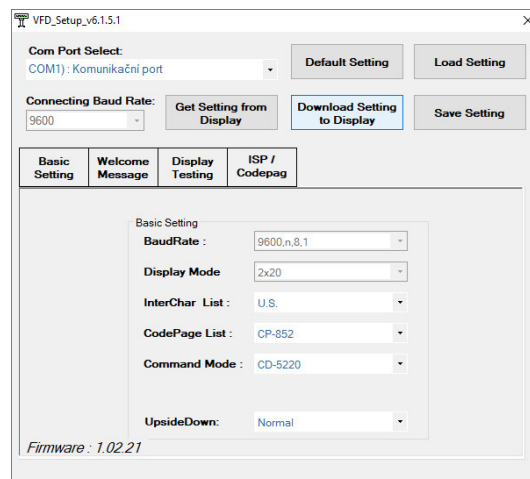 VFD_Setup_v6.1.5.1
Com Port Select:
COM1) : Komunikační port
Default Setting
Load Setting
Connecting Baud Rate:
9600
Get Setting from
Display
Download Setting
to Display
Save Setting
Basic
Setting
Welcome
Message
Display
Testing
ISP /
Codepag
Basic Setting
BaudRate :
9600,n,8,1
Display Mode
2x20
InterChar List :
U.S.
CodePage List :
CP-852
Command Mode :
CD-5220
UpsideDown:
Normal
Firmware : 1.02.21